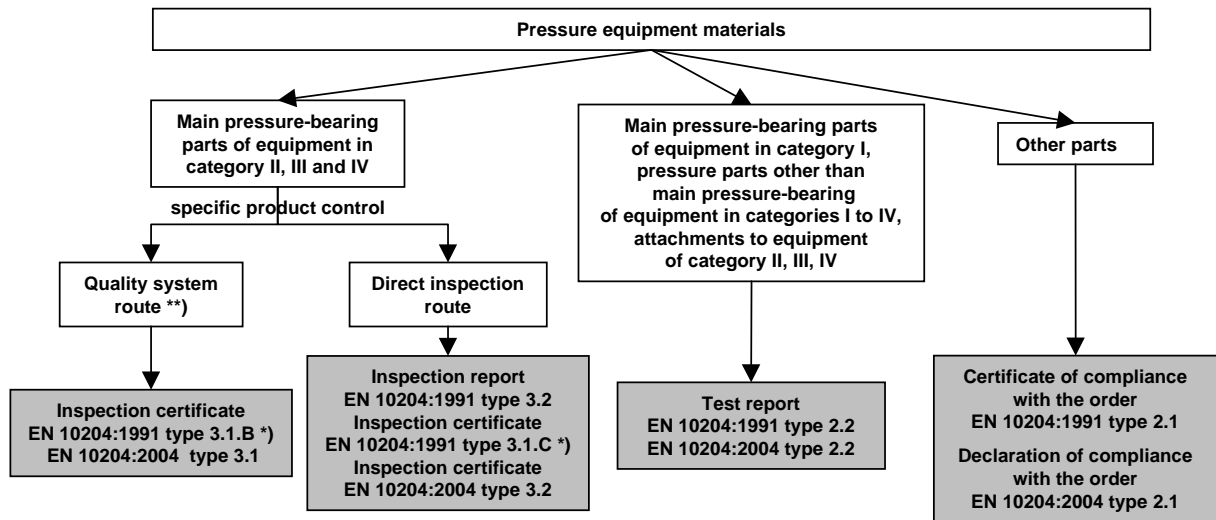 Pressure equipment materials
Main pressure-bearing
parts of equipment in
category II, III and IV
Main pressure-bearing parts
of equipment in category I,
pressure parts other than
main pressure-bearing
of equipment in categories I to IV,
attachments to equipment
of category II, III, IV
Other parts
specific product control
Quality system
route **)
Direct inspection
route
Inspection certificate
EN 10204:1991 type 3.1.B *)
EN 10204:2004 type 3.1
Inspection report
EN 10204:1991 type 3.2
Inspection certificate
EN 10204:1991 type 3.1.C *)
Inspection certificate
EN 10204:2004 type 3.2
Test report
EN 10204:1991 type 2.2
EN 10204:2004 type 2.2
Certificate of compliance
with the order
EN 10204:1991 type 2.1
Declaration of compliance
with the order
EN 10204:2004 type 2.1